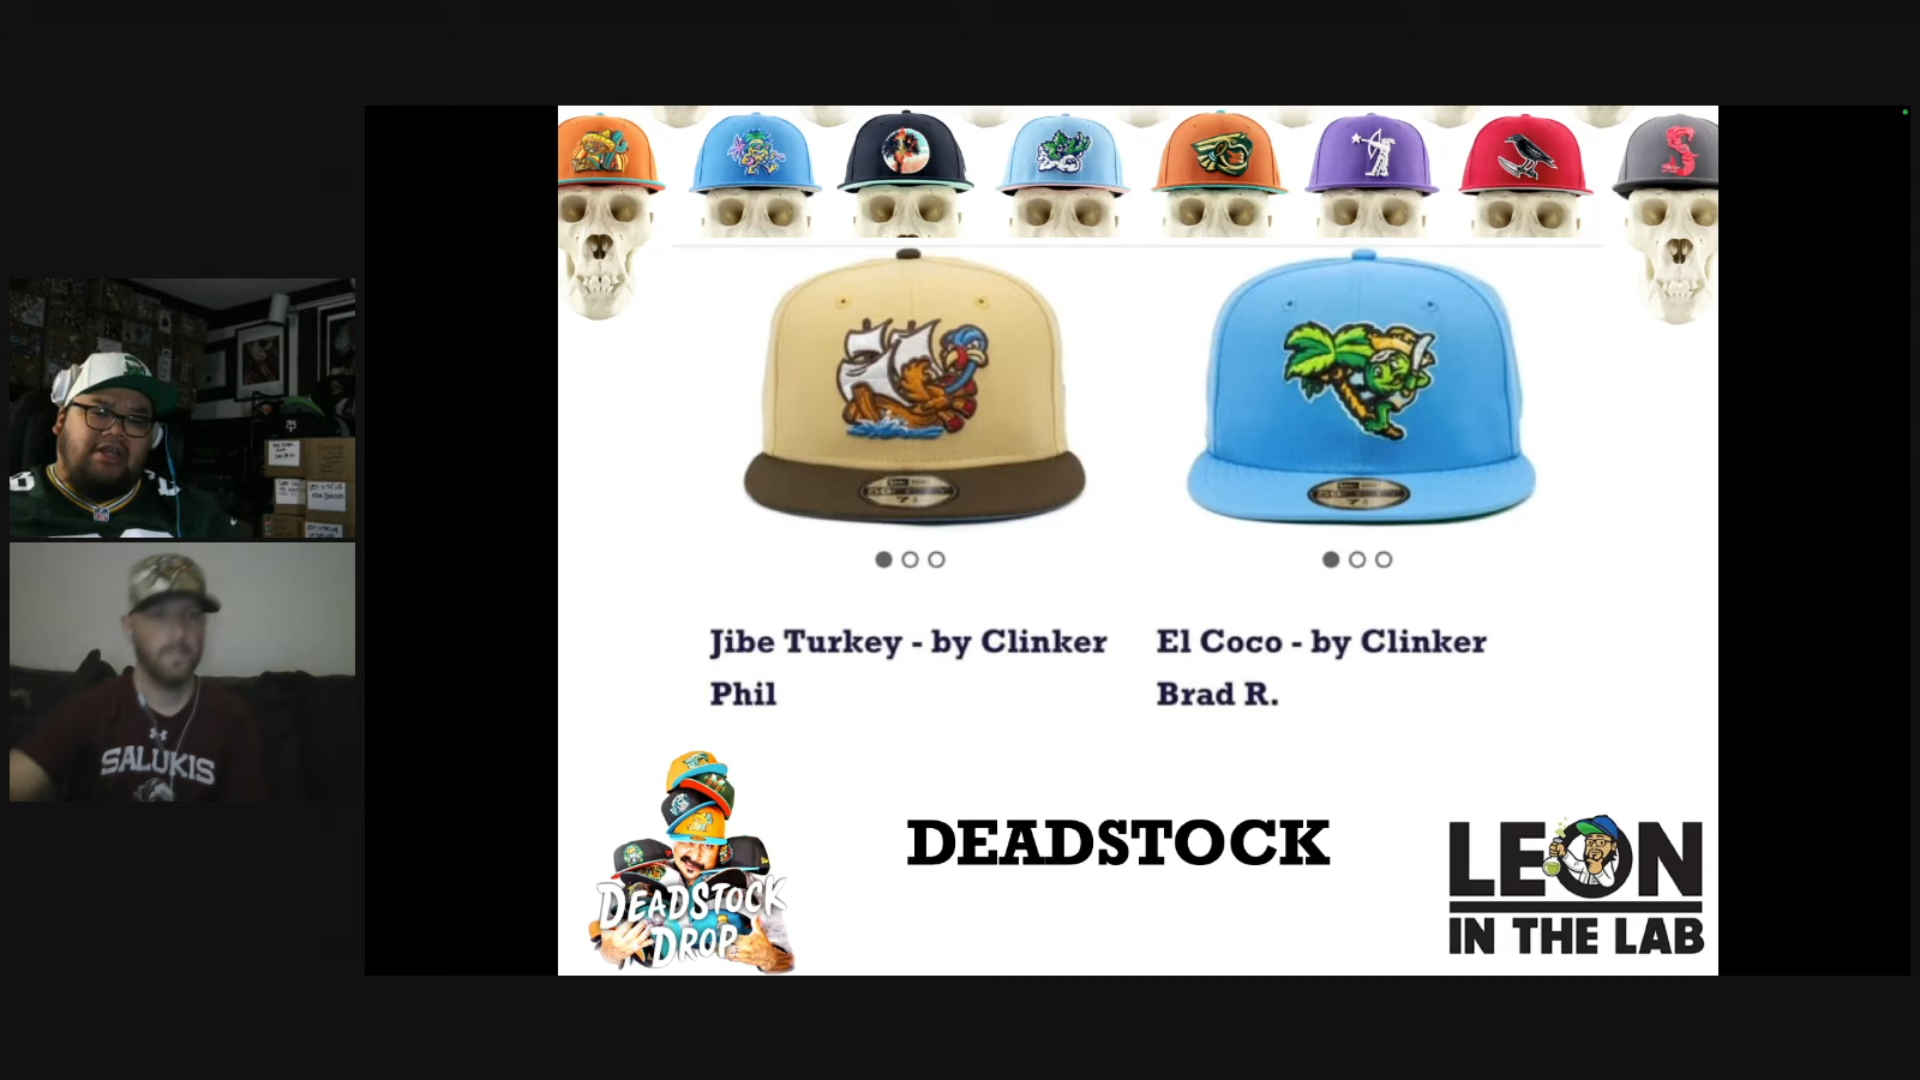 Jibe Turkey - by Clinker
Phil
El Coco - by Clinker
Brad R.
DEADSTOCK
DROP
DEADSTOCK
LEON
IN THE LAB
SALUKIS